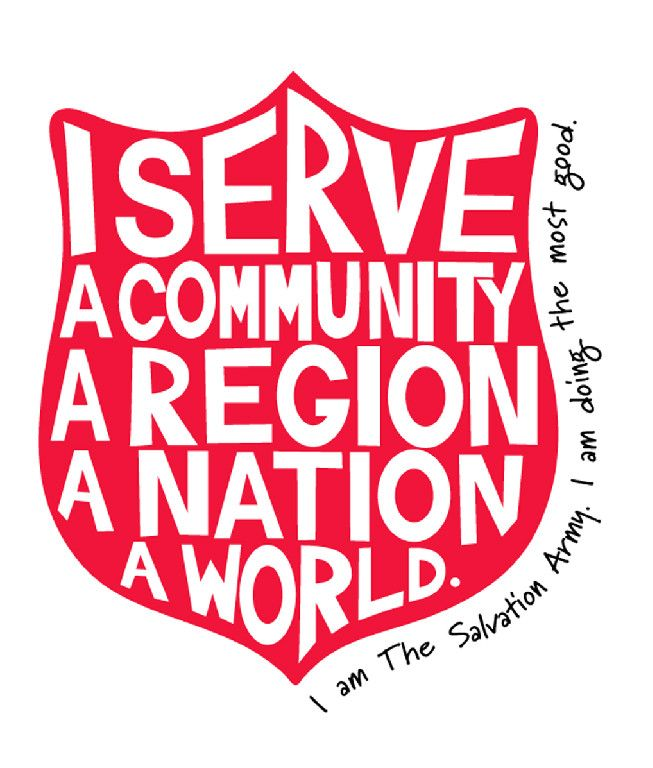 I SERVE
A COMMUNITY
A REGION
A NATION
A WORLD.
I am The Salvation Army. I am doing the most good.